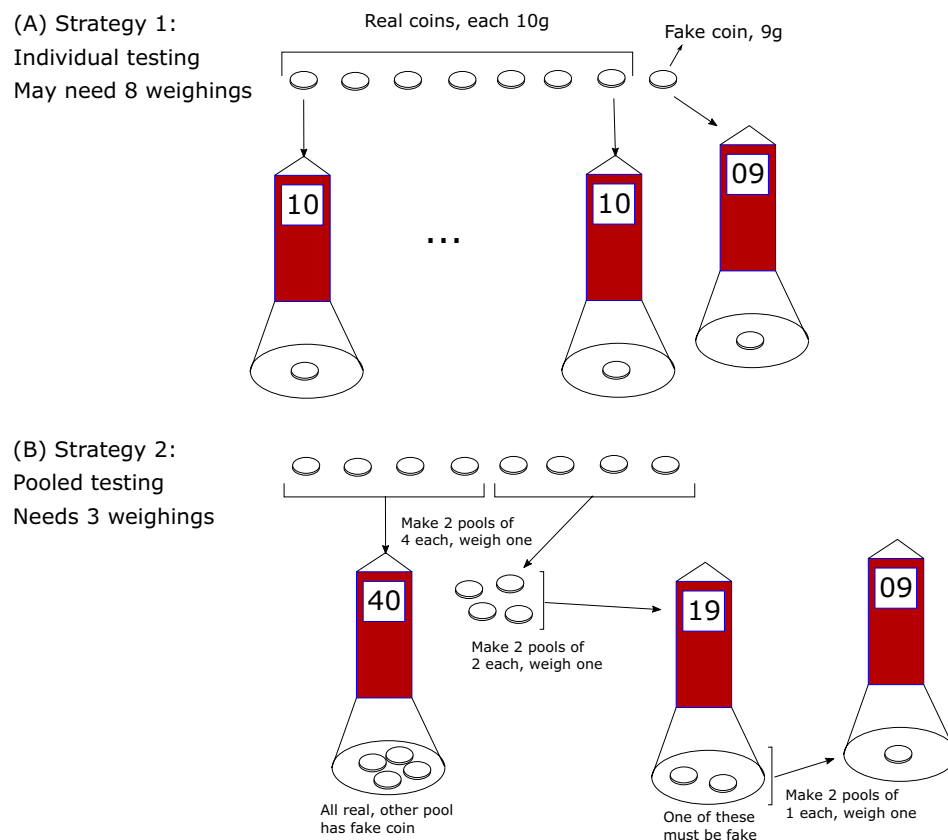 (A) Strategy 1:
Individual testing
May need 8 weighings
Real coins, each 10g
Fake coin, 9g
10
...
10
09
(B) Strategy 2:
Pooled testing
Needs 3 weighings
Make 2 pools of
4 each, weigh one
40
Make 2 pools of
2 each, weigh one
19
09
All real, other pool
has fake coin
One of these
must be fake
Make 2 pools of
1 each, weigh one